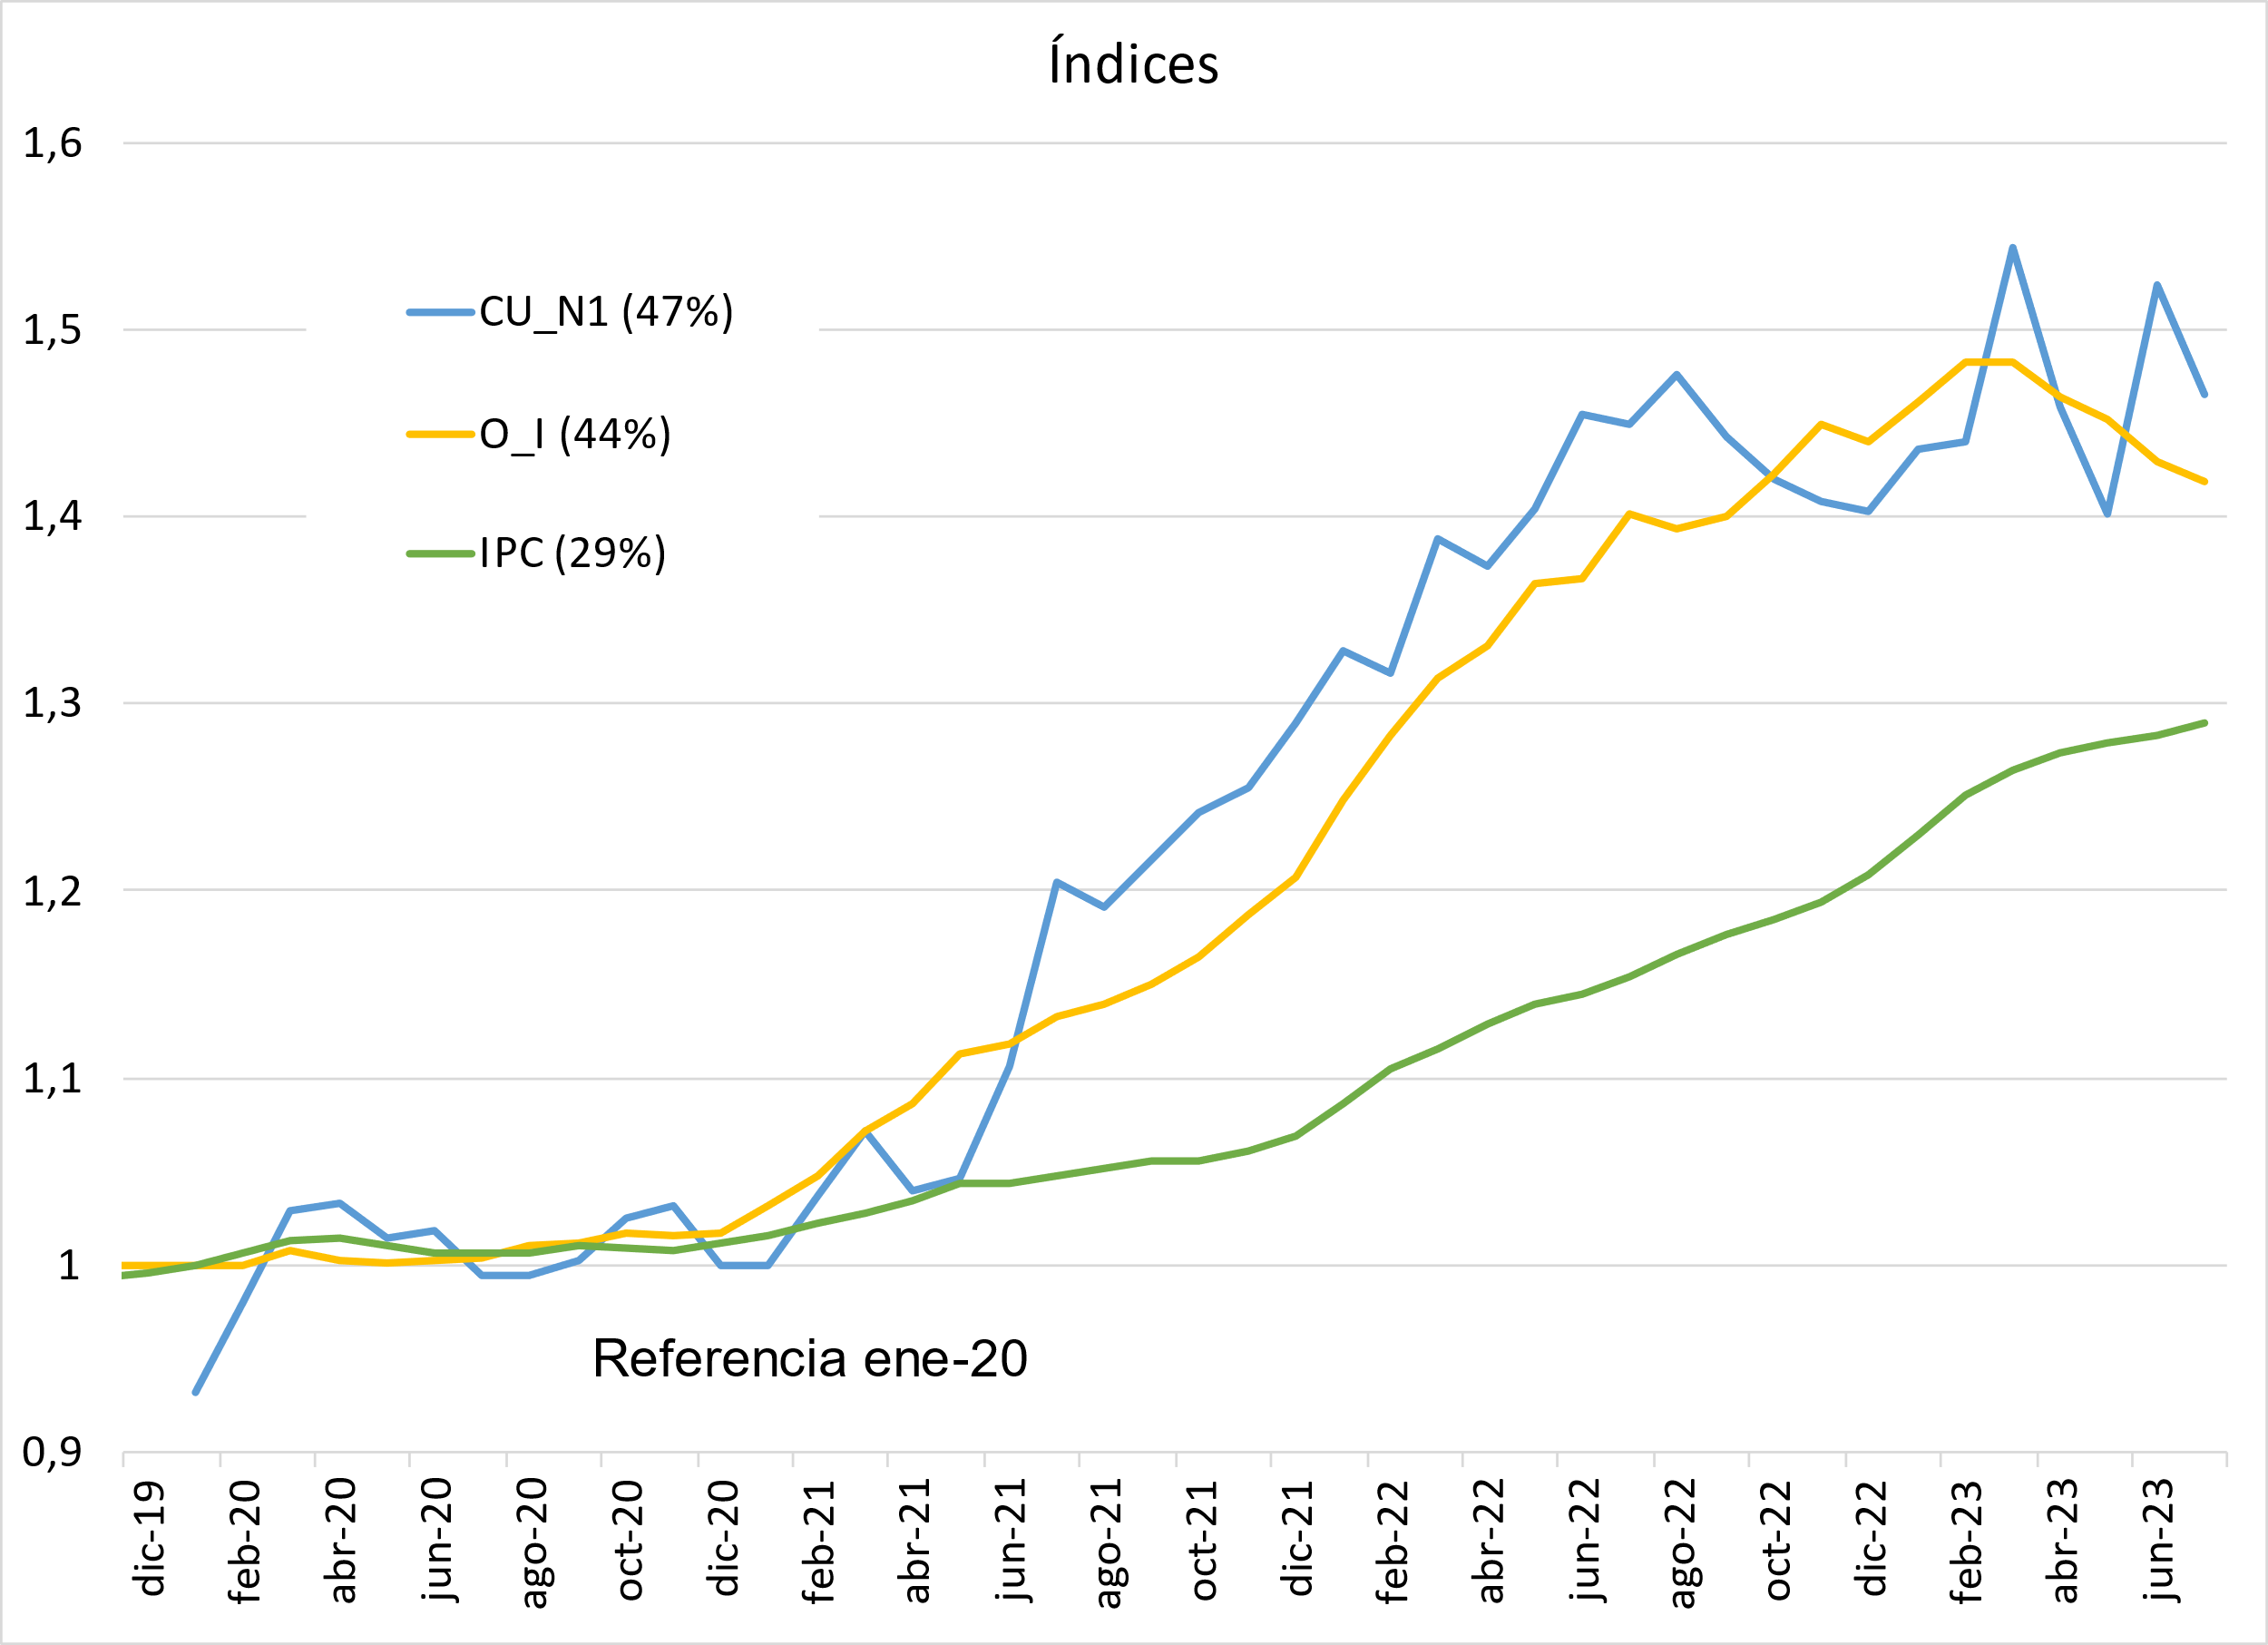 Índices
1,6
1,5
1,4
1,3
1,2
1,1
1
0,9
CU_N1 (47%)
O_I (44%)
IPC (29%)
Referencia ene-20
dic-19
feb-20
abr-20
jun-20
ago-20
oct-20
dic-20
feb-21
abr-21
jun-21
ago-21
oct-21
dic-21
feb-22
abr-22
jun-22
ago-22
oct-22
dic-22
feb-23
abr-23
jun-23